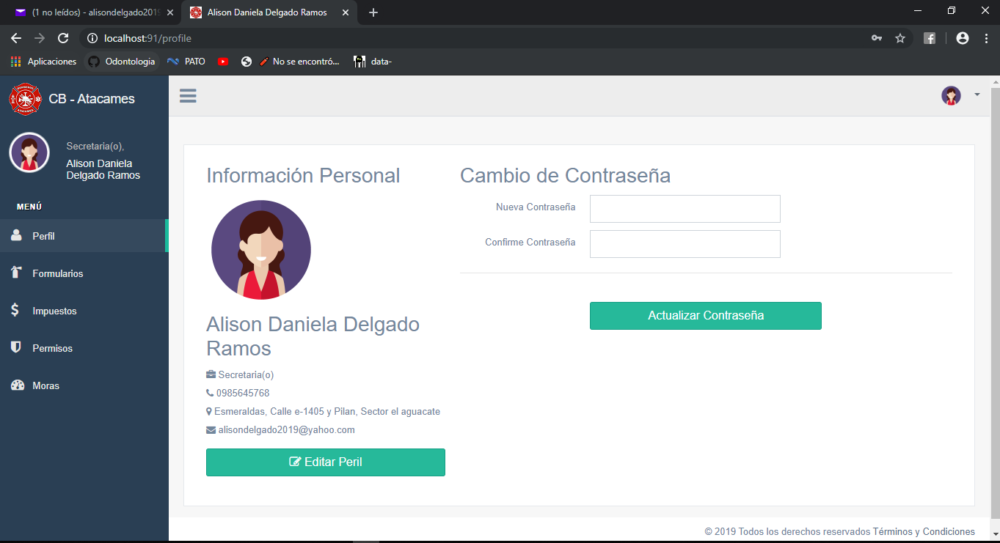 (1 no leídos) - alisondelgado2019
Alison Daniela Delgado Ramos
localhost:91/profile
Aplicaciones
Odontologia
PATO
No se encontró...
data-
CB - Atacames
Secretaria(o),
Alison Daniela
Delgado Ramos
MENÚ
Perfil
Formularios
Impuestos
Permisos
Moras
Información Personal
Alison Daniela Delgado
Ramos
Secretaria(o)
0985645768
Esmeraldas, Calle e-1405 y Pilan, Sector el aguacate
alisondelgado2019@yahoo.com
Editar Peril
Cambio de Contraseña
Nueva Contraseña
Confirme Contraseña
Actualizar Contraseña
© 2019 Todos los derechos reservados Términos y Condiciones